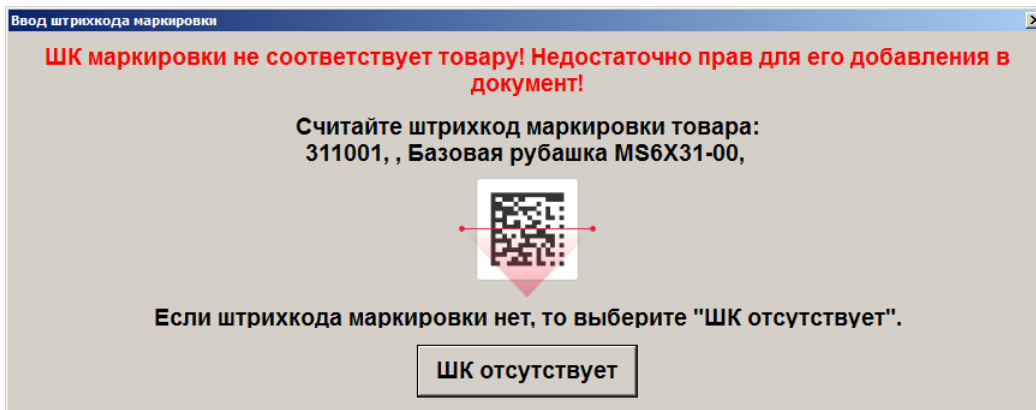 Ввод штрихкода маркировки
ШК маркировки не соответствует товару! Недостаточно прав для его добавления в
документ!
Считайте штрихкод маркировки товара:
311001, , Базовая рубашка MS6X31-00,
Если штрихкода маркировки нет, то выберите "ШК отсутствует".
ШК отсутствует